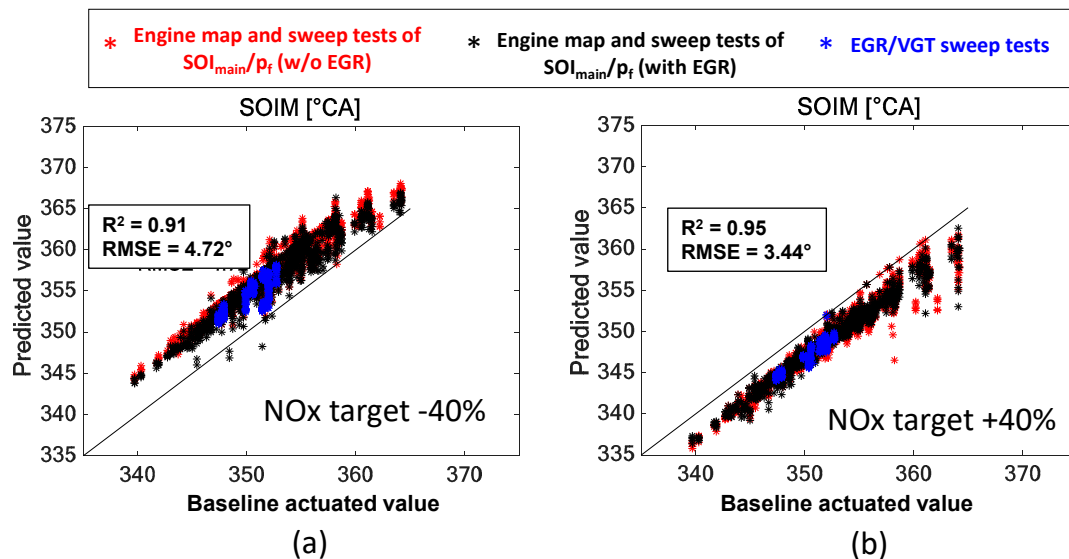 * Engine map and sweep tests of
SOImain/pf (w/o EGR)
* Engine map and sweep tests of
SOImain/pf (with EGR)
* EGR/VGT sweep tests
SOIM [°CA]
375
370
365
360
355
350
345
340
335
Predicted value
R² = 0.91
RMSE = 4.72°
NOx target -40%
340
350
360
370
Baseline actuated value
(a)
SOIM [°CA]
375
370
365
360
355
350
345
340
335
Predicted value
R² = 0.95
RMSE = 3.44°
NOx target +40%
340
350
360
370
Baseline actuated value
(b)